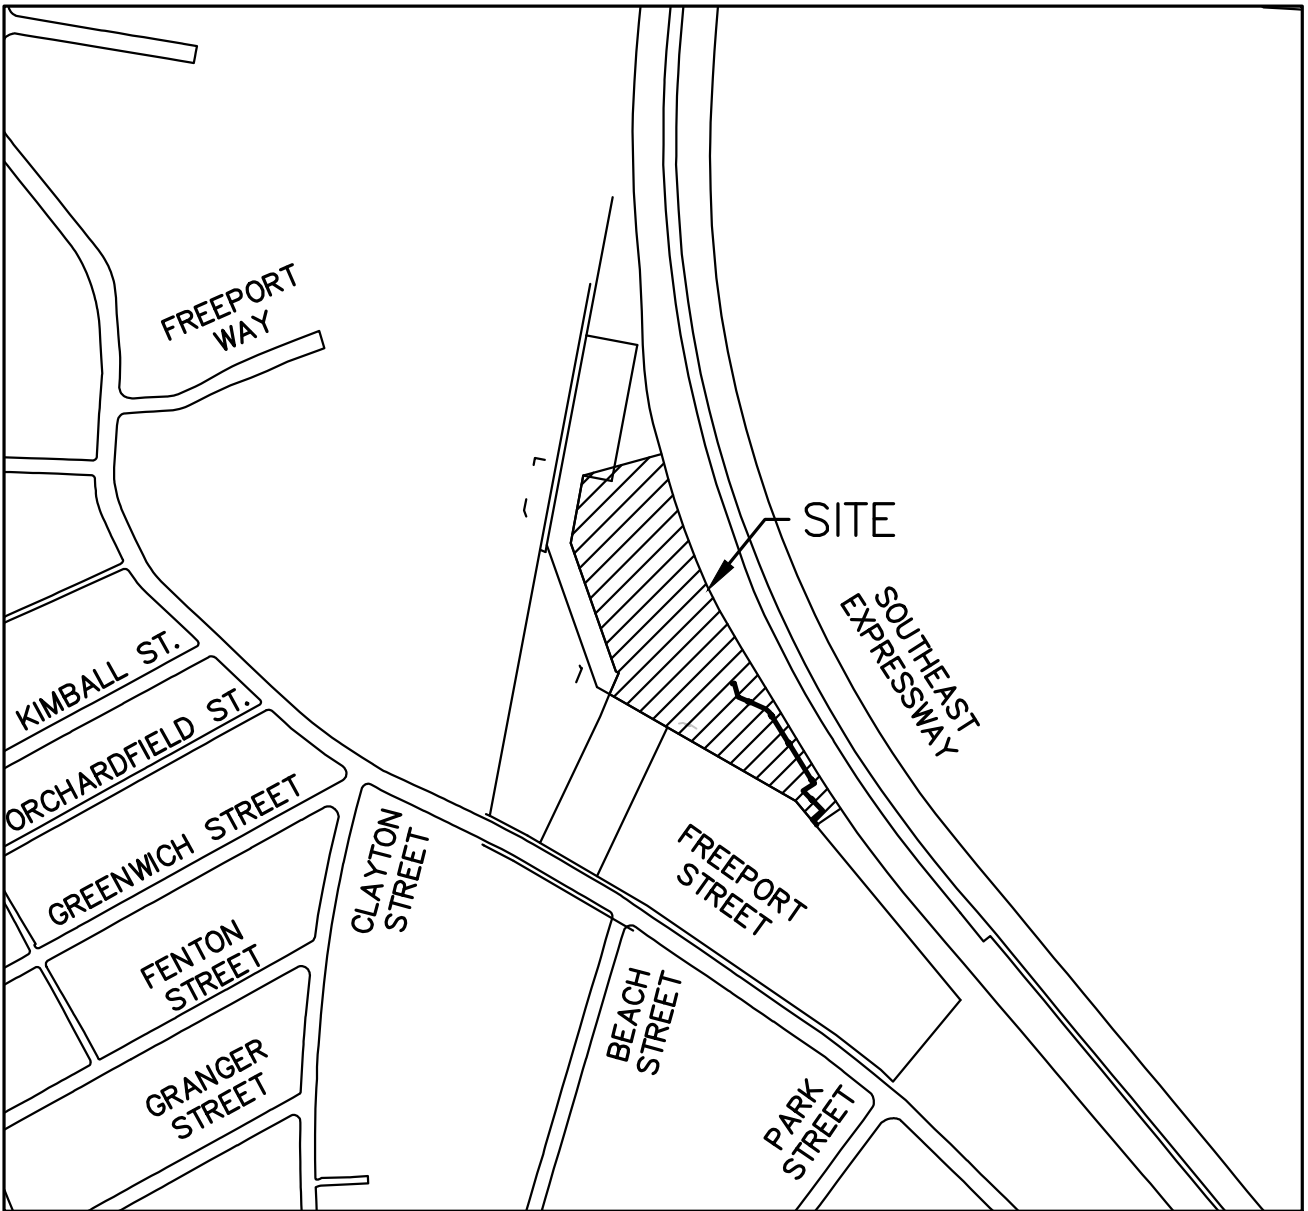 FREEPORT
WAY
SITE
SOUTHEAST
EXPRESSWAY
KIMBALL ST.
ORCHARDFIELD ST.
GREENWICH STREET
CLAYTON
STREET
FREEPORT
STREET
FENTON
STREET
BEACH
STREET
GRANGER
STREET
PARK
STREET